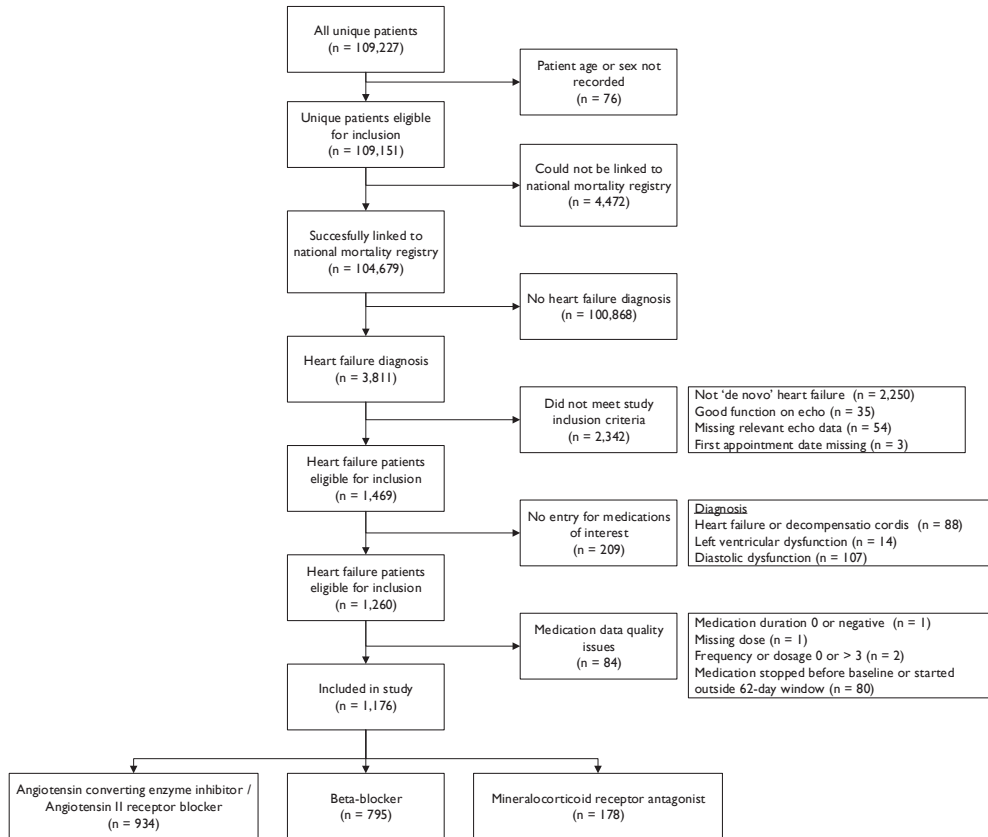 All unique patients
(n = 109,227)
Patient age or sex not
recorded
(n = 76)
Unique patients eligible
for inclusion
(n = 109,151)
Could not be linked to
national mortality registry
(n = 4,472)
Succesfully linked to
national mortality registry
(n = 104,679)
No heart failure diagnosis
(n = 100,868)
Heart failure diagnosis
(n = 3,811)
Did not meet study
inclusion criteria
(n = 2,342)
Not ‘de novo’ heart failure (n = 2,250)
Good function on echo (n = 35)
Missing relevant echo data (n = 54)
First appointment date missing (n = 3)
Heart failure patients
eligible for inclusion
(n = 1,469)
No entry for medications
of interest
(n = 209)
Diagnosis
Heart failure or decompensatio cordis (n = 88)
Left ventricular dysfunction (n = 14)
Diastolic dysfunction (n = 107)
Heart failure patients
eligible for inclusion
(n = 1,260)
Medication data quality
issues
(n = 84)
Medication duration 0 or negative (n = 1)
Missing dose (n = 1)
Frequency or dosage 0 or > 3 (n = 2)
Medication stopped before baseline or started
outside 62-day window (n = 80)
Included in study
(n = 1,176)
Angiotensin converting enzyme inhibitor /
Angiotensin II receptor blocker
(n = 934)
Beta-blocker
(n = 795)
Mineralocorticoid receptor antagonist
(n = 178)